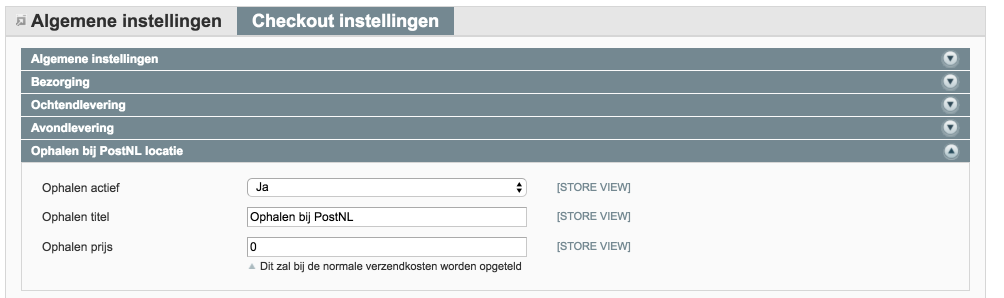 Algemene instellingen Checkout instellingen
Algemene instellingen
Bezorging
Ochtendlevering
Avondlevering
Ophalen bij PostNL locatie
Ophalen actief Ja [STORE VIEW]
Ophalen titel Ophalen bij PostNL [STORE VIEW]
Ophalen prijs 0 [STORE VIEW]
Dit zal bij de normale verzendkosten worden opgeteld